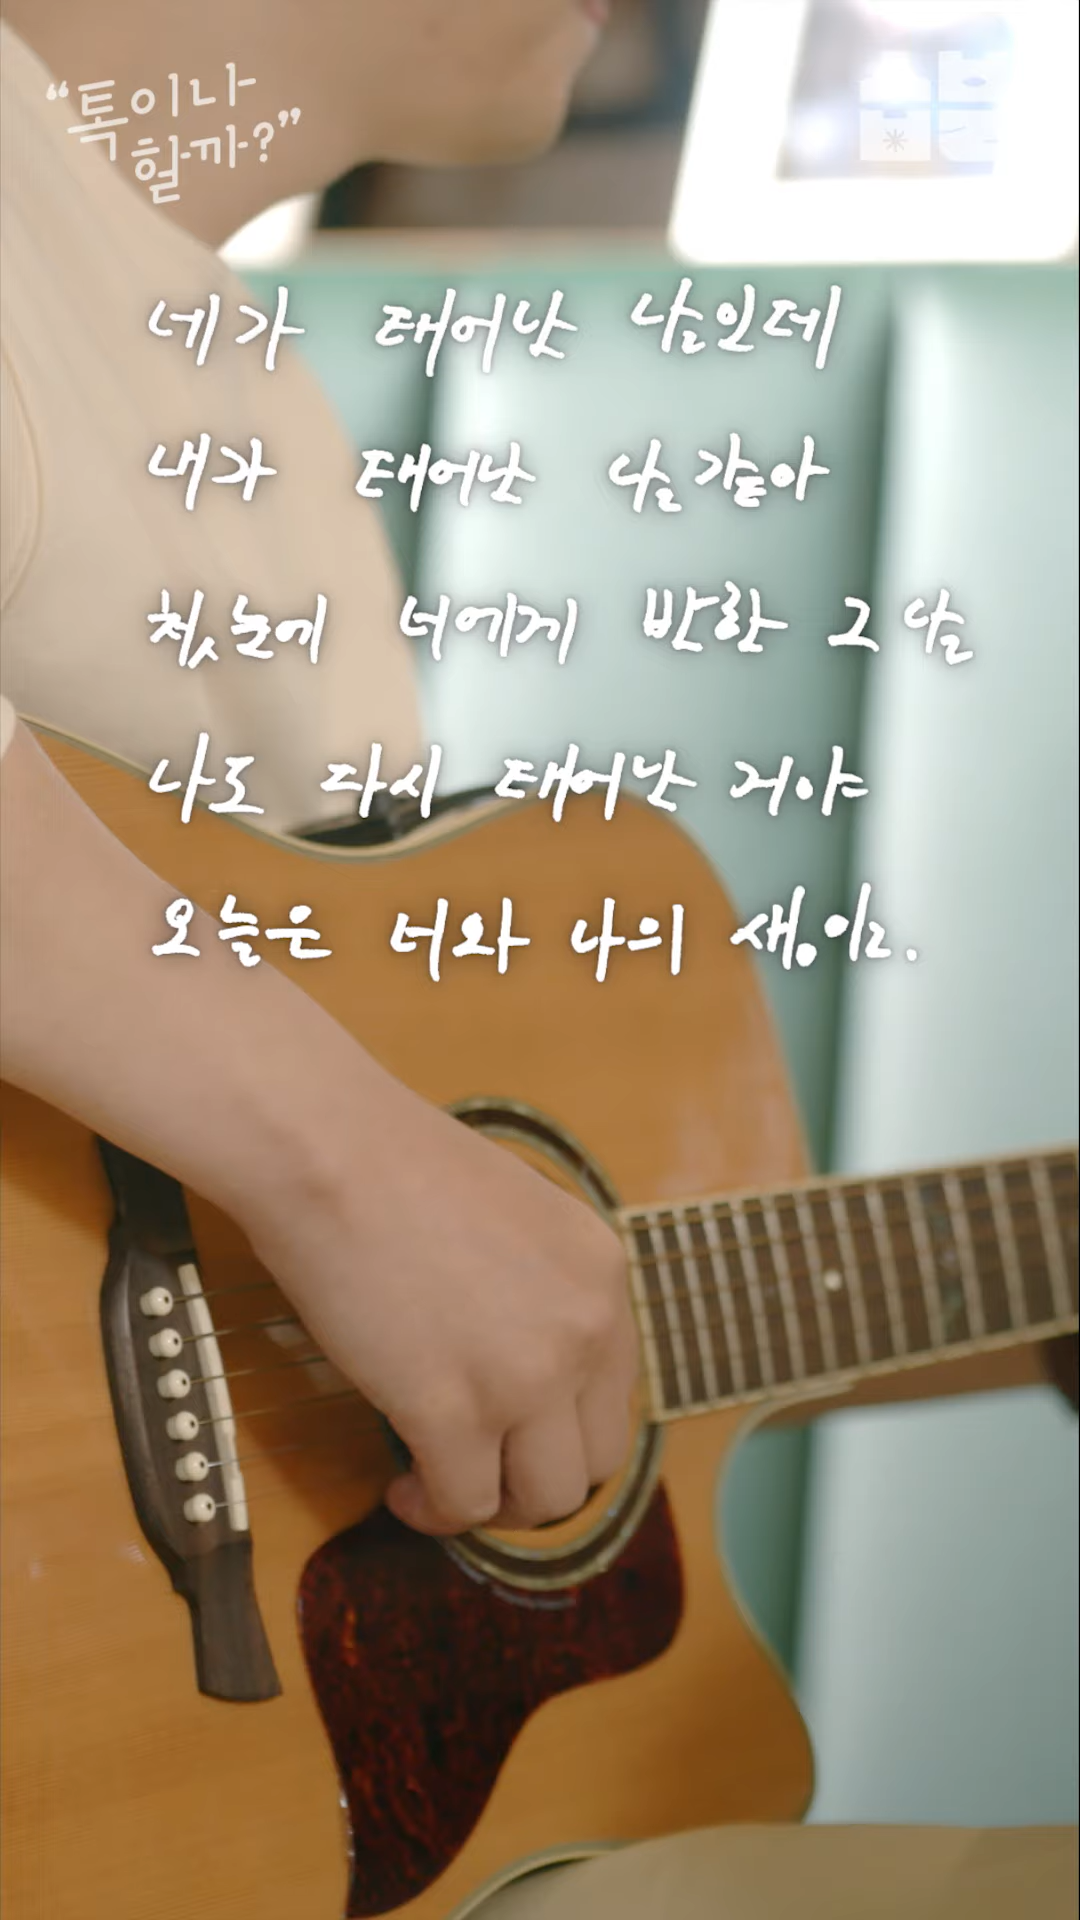 “톡이나
할까?”
네가 태어난 날인데
내가 태어난 날 같아
첫눈에 너에게 반한 그 날
나도 다시 태어난 거야
오늘은 너와 나의 생일.